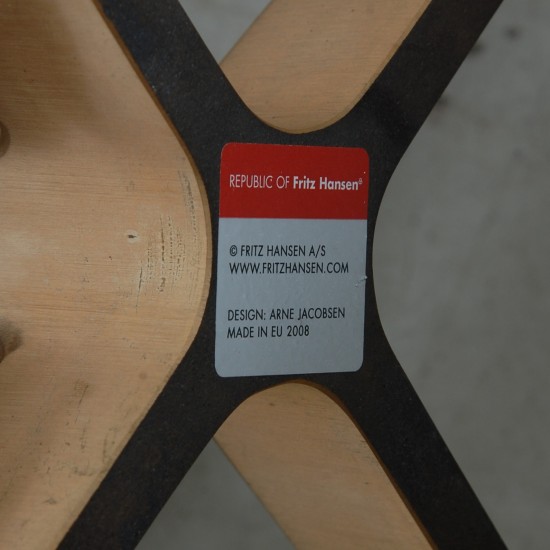 REPUBLIC OF Fritz Hansen®
© FRITZ HANSEN A/S
WWW.FRITZHANSEN.COM
DESIGN: ARNE JACOBSEN
MADE IN EU 2008